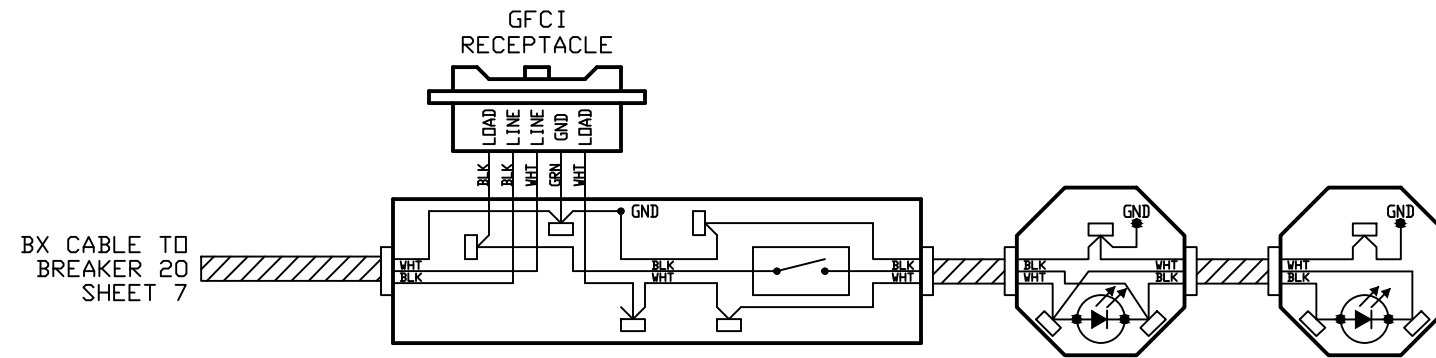 GFCI
RECEPTACLE
LOAD
LINE
LINE
GND
LOAD
BLK
BLK
WHT
GRN
WHT
BX CABLE TO
BREAKER 20
SHEET 7
WHT
BLK
GND
BLK
WHT
BLK
WHT
GND
BLK
WHT
WHT
BLK
GND
WHT
BLK